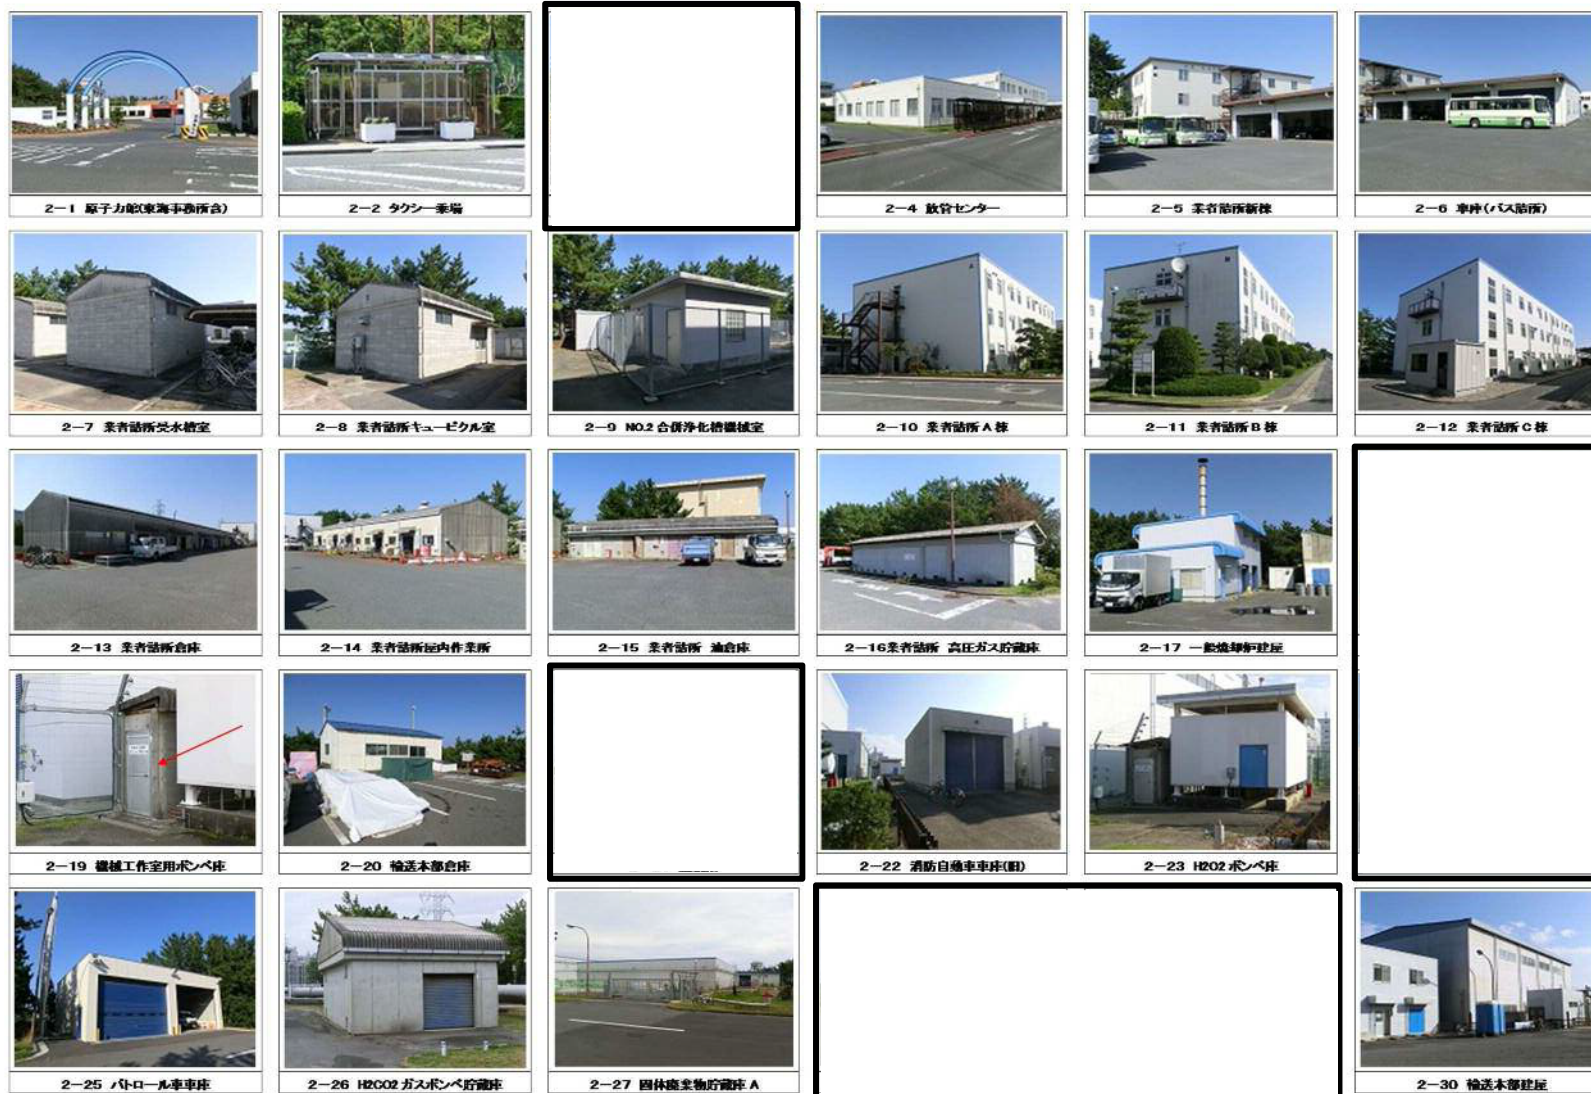 2－1 原子力館(東海事務所含)
2－2 タクシー乗場
2－4 放管センター
2－5 業者詰所新棟
2－6 車庫(バス詰所)
2－7 業者詰所受水槽室
2－8 業者詰所キュービクル室
2－9 NO.2 合併浄化槽機械室
2－10 業者詰所A棟
2－11 業者詰所B棟
2－12 業者詰所C棟
2－13 業者詰所倉庫
2－14 業者詰所屋内作業所
2－15 業者詰所 油倉庫
2－16業者詰所 高圧ガス貯蔵庫
2－17 一般焼却炉建屋
2－19 機械工作室用ボンベ庫
2－20 輸送本部倉庫
2－22 消防自動車車庫(旧)
2－23 H2O2ボンベ庫
2－25 パトロール車車庫
2－26 H2CO2ガスボンベ貯蔵庫
2－27 固体廃棄物貯蔵庫A
2－30 輸送本部建屋